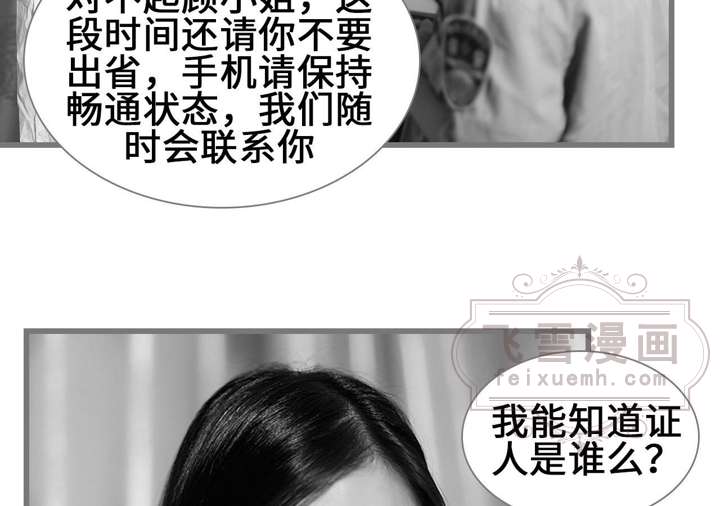 对不起顾小姐，这
段时间还请你不要
出省，手机请保持
畅通状态，我们随
时会联系你
飞雪漫画
feixuemh.com
我能知道证
人是谁么？